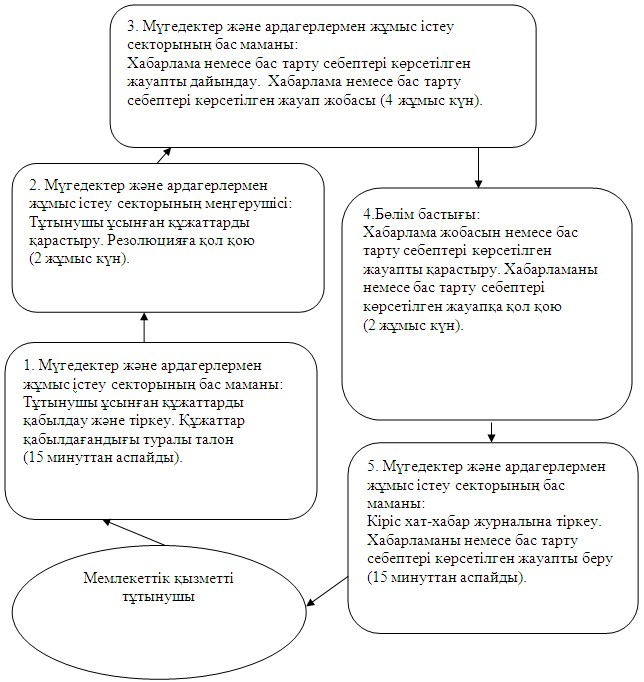 3. Мүгедектер және ардагерлермен жұмыс істеу
секторының бас маманы:
Хабарлама немесе бас тарту себептері көрсетілген
жауапты дайындау. Хабарлама немесе бас тарту
себептері көрсетілген жауап жобасы (4 жұмыс күн).
2. Мүгедектер және ардагерлермен
жұмыс істеу секторының меңгерушісі:
Тұтынушы ұсынған құжаттарды
қарастыру. Резолюцияға қол қою
(2 жұмыс күн).
4.Бөлім бастығы:
Хабарлама жобасын немесе бас
тарту себептері көрсетілген
жауапты қарастыру. Хабарламаны
немесе бас тарту себептері
көрсетілген жауапқа қол қою
(2 жұмыс күн).
1. Мүгедектер және ардагерлермен
жұмыс істеу секторының бас маманы:
Тұтынушы ұсынған құжаттарды
қабылдау және тіркеу. Құжаттар
қабылдағандығы туралы талон
(15 минуттан аспайды).
5. Мүгедектер және ардагерлермен
жұмыс істеу секторының бас
маманы:
Кіріс хат-хабар журналына тіркеу.
Хабарламаны немесе бас тарту
себептері көрсетілген жауапты беру
(15 минуттан аспайды).
Мемлекеттік қызметті
тұтынушы